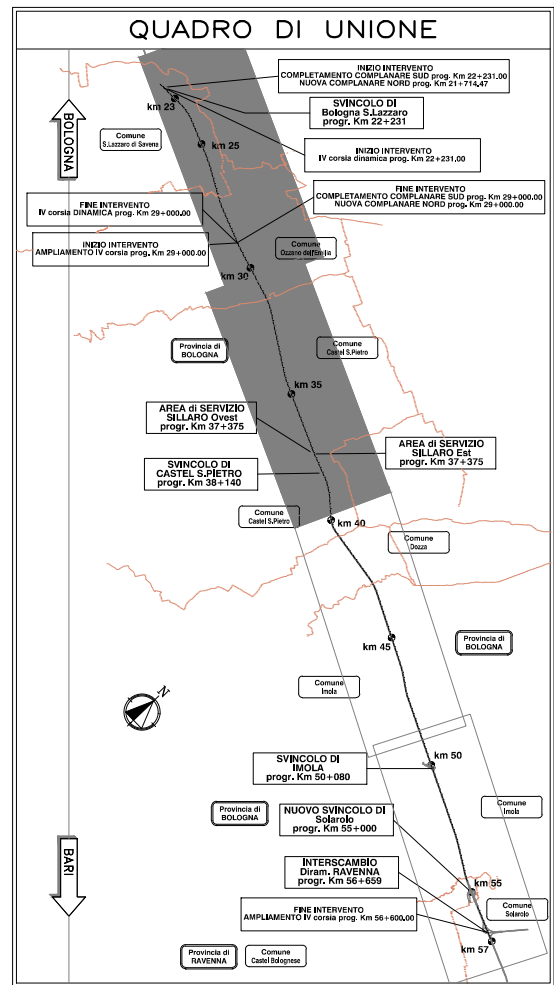 QUADRO DI UNIONE
INIZIO INTERVENTO
COMPLETAMENTO COMPLANARE SUD prog. Km 22+231.00
NUOVA COMPLANARE NORD prog. Km 21+714.47
km 23
SVINCOLO DI
Bologna S.Lazzaro
progr. Km 22+231
BOLOGNA
Comune
S.Lazzaro di Savena
km 25
INIZIO INTERVENTO
IV corsia dinamica prog. Km 22+231.00
FINE INTERVENTO
IV corsia DINAMICA prog. Km 29+000.00
FINE INTERVENTO
COMPLETAMENTO COMPLANARE SUD prog. Km 29+000.00
NUOVA COMPLANARE NORD prog. Km 29+000.00
INIZIO INTERVENTO
AMPLIAMENTO IV corsia prog. Km 29+000.00
Comune
Ozzano dell'Emilia
km 30
Provincia di
BOLOGNA
Comune
Castel S.Pietro
km 35
AREA di SERVIZIO
SILLARO Ovest
progr. Km 37+375
AREA di SERVIZIO
SILLARO Est
progr. Km 37+375
SVINCOLO DI
CASTEL S.PIETRO
progr. Km 38+140
Comune
Castel S.Pietro
km 40
Comune
Dozza
km 45
Provincia di
BOLOGNA
Comune
Imola
N
km 50
SVINCOLO DI
IMOLA
progr. Km 50+080
Comune
Imola
Provincia di
BOLOGNA
NUOVO SVINCOLO DI
Solarolo
progr. Km 55+000
BARI
INTERSCAMBIO
Diram. RAVENNA
progr. Km 56+659
km 55
Comune
Solarolo
FINE INTERVENTO
AMPLIAMENTO IV corsia prog. Km 56+600.00
km 57
Provincia di
RAVENNA
Comune
Castel Bolognese